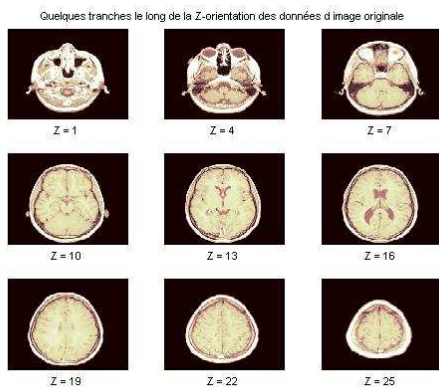 Quelques tranches le long de la Z-orientation des données d image originale
Z = 1
Z = 4
Z = 7
Z = 10
Z = 13
Z = 16
Z = 19
Z = 22
Z = 25